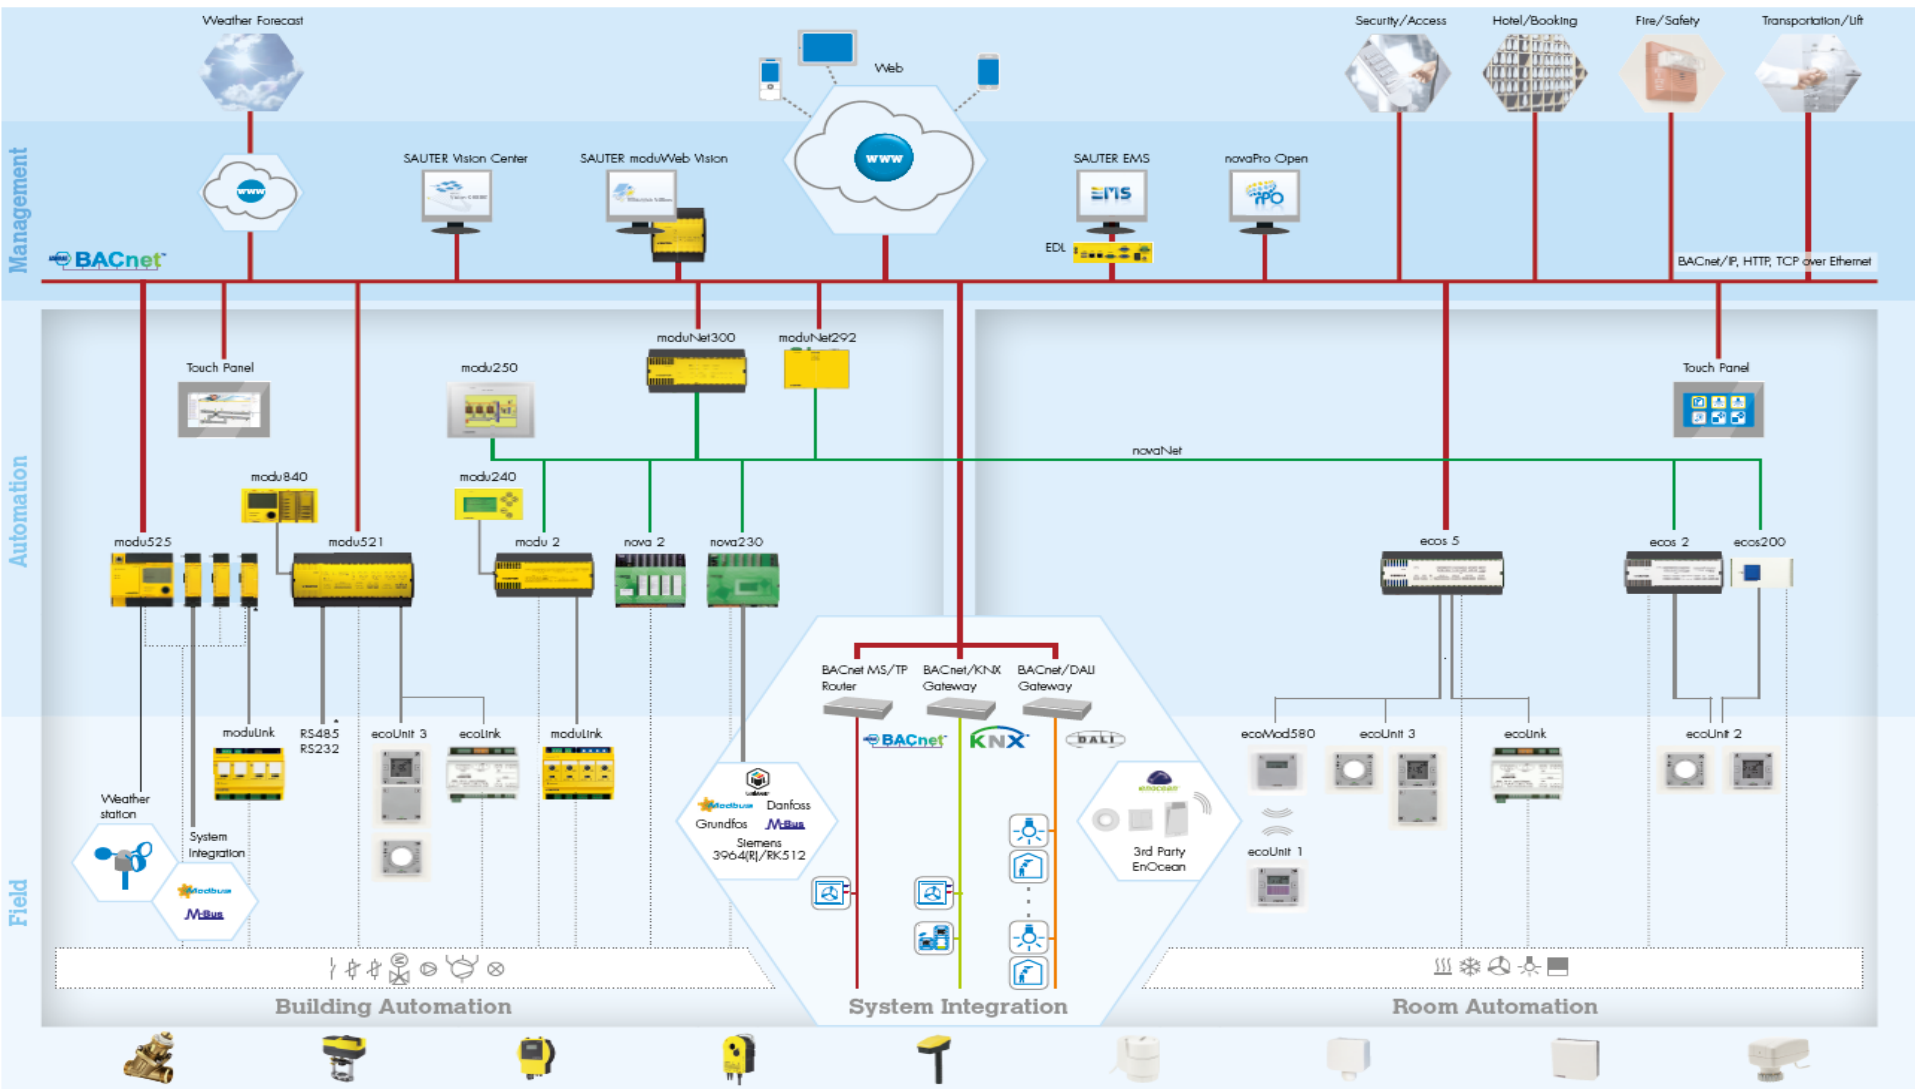 Weather Forecast
Web
Security/Access
Hotel/Booking
Fire/Safety
Transportation/Lift
Management
www
SAUTER Vision Center
SAUTER moduWeb Vision
www
SAUTER EMS
EMS
novaPro Open
EDL
BACnet™
BACnet/IP, HTTP, TCP over Ethernet
Automation
Touch Panel
modu250
moduNet300
moduNet292
Touch Panel
novaNet
modu840
modu240
modu525
modu521
modu 2
nova 2
nova230
ecos 5
ecos 2
ecos200
BACnet MS/TP
Router
BACnet/KNX
Gateway
BACnet/DALI
Gateway
BACnet™
KNX™
DALI
Field
moduLink
RS485
RS232
ecoUnit 3
ecoLink
moduLink
ecoMod580
ecoUnit 3
ecoLink
ecoUnit 2
Weather
station
System
Integration
Modbus
M-Bus
Modbus
Danfoss
Grundfos
M-Bus
Siemens
3964(R)/RK512
enocean
3rd Party
EnOcean
ecoUnit 1
M
Building Automation
System Integration
Room Automation